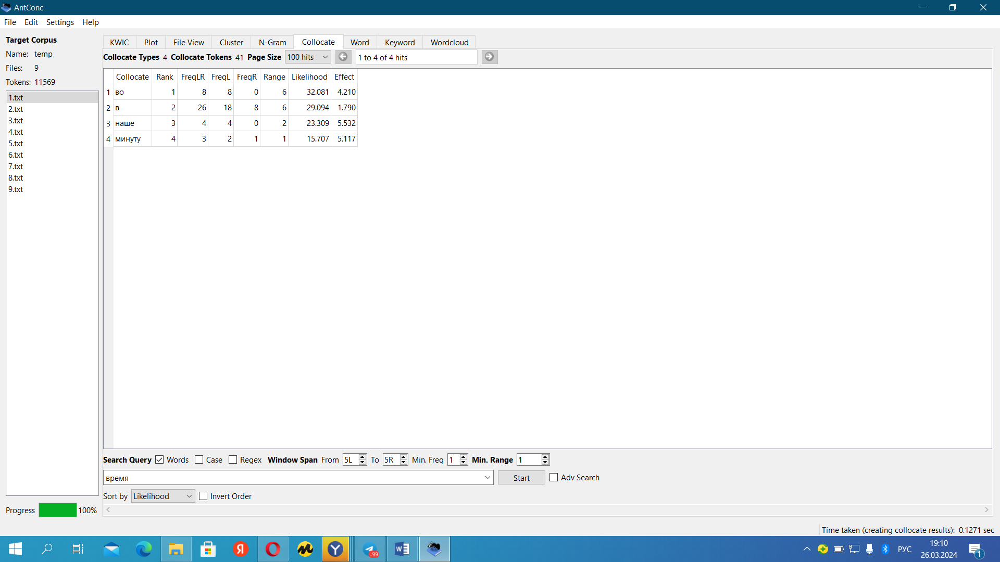 AntConc
File Edit Settings Help
Target Corpus
Name: temp
Files: 9
Tokens: 11569
1.txt
2.txt
3.txt
4.txt
5.txt
6.txt
7.txt
8.txt
9.txt
Progress 100%
KWIC Plot File View Cluster N-Gram Collocate Word Keyword Wordcloud
Collocate Types 4 Collocate Tokens 41 Page Size 100 hits 1 to 4 of 4 hits
Collocate Rank FreqLR FreqL FreqR Range Likelihood Effect
1 во 1 8 8 0 6 32.081 4.210
2 в 2 26 18 8 6 29.094 1.790
3 наше 3 4 4 0 2 23.309 5.532
4 минуту 4 3 2 1 1 15.707 5.117
Search Query Words Case Regex Window Span From 5L To 5R Min. Freq 1 Min. Range 1
время Start Adv Search
Sort by Likelihood Invert Order
Time taken (creating collocate results): 0.1271 sec
Я
Y
..99
W
РУС
19:10
26.03.2024
1